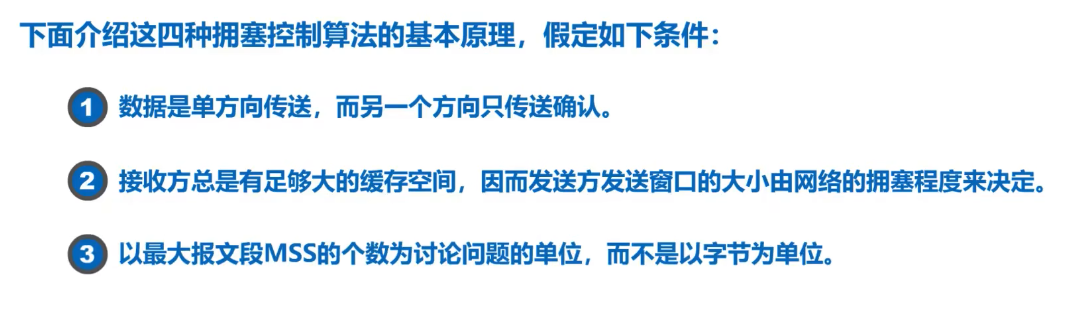 下面介绍这四种拥塞控制算法的基本原理，假定如下条件：
1 数据是单方向传送，而另一个方向只传送确认。
2 接收方总是有足够大的缓存空间，因而发送方发送窗口的大小由网络的拥塞程度来决定。
3 以最大报文段MSS的个数为讨论问题的单位，而不是以字节为单位。